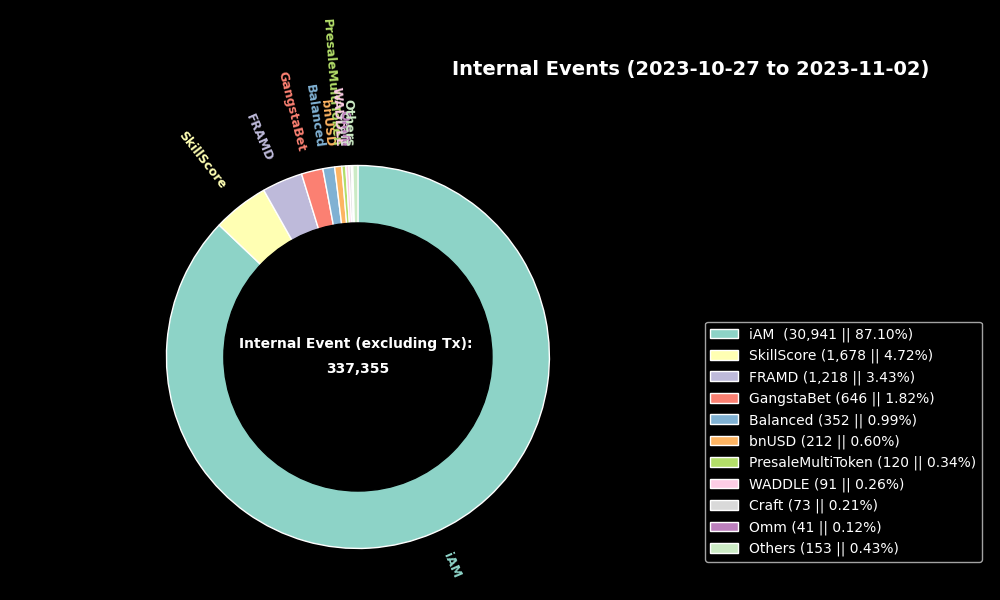 Internal Events (2023-10-27 to 2023-11-02)
PresaleMultiToken
GangstaBet
Balanced
bnUSD
WADDLE
Others
FRAMD
SkillScore
Internal Event (excluding Tx):
337,355
iAM
iAM (30,941 || 87.10%)
SkillScore (1,678 || 4.72%)
FRAMD (1,218 || 3.43%)
GangstaBet (646 || 1.82%)
Balanced (352 || 0.99%)
bnUSD (212 || 0.60%)
PresaleMultiToken (120 || 0.34%)
WADDLE (91 || 0.26%)
Craft (73 || 0.21%)
Omm (41 || 0.12%)
Others (153 || 0.43%)